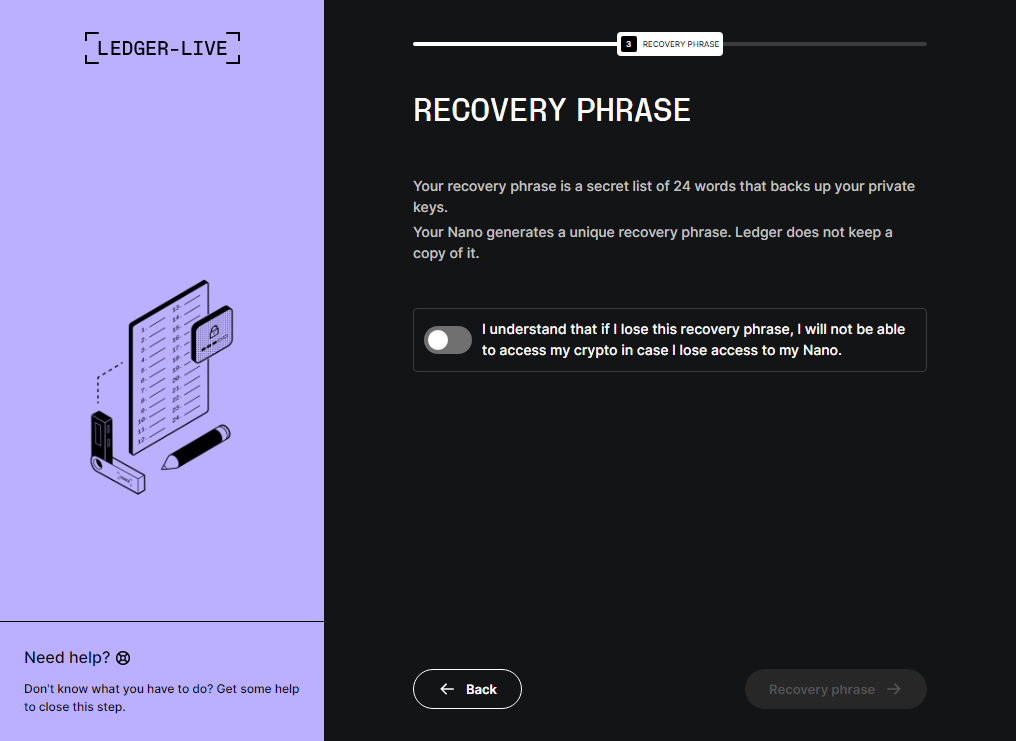 LEDGER-LIVE
3 RECOVERY PHRASE
RECOVERY PHRASE
Your recovery phrase is a secret list of 24 words that backs up your private
keys.
Your Nano generates a unique recovery phrase. Ledger does not keep a
copy of it.
I understand that if I lose this recovery phrase, I will not be able
to access my crypto in case I lose access to my Nano.
Need help?
Don't know what you have to do? Get some help
to close this step.
Back
Recovery phrase